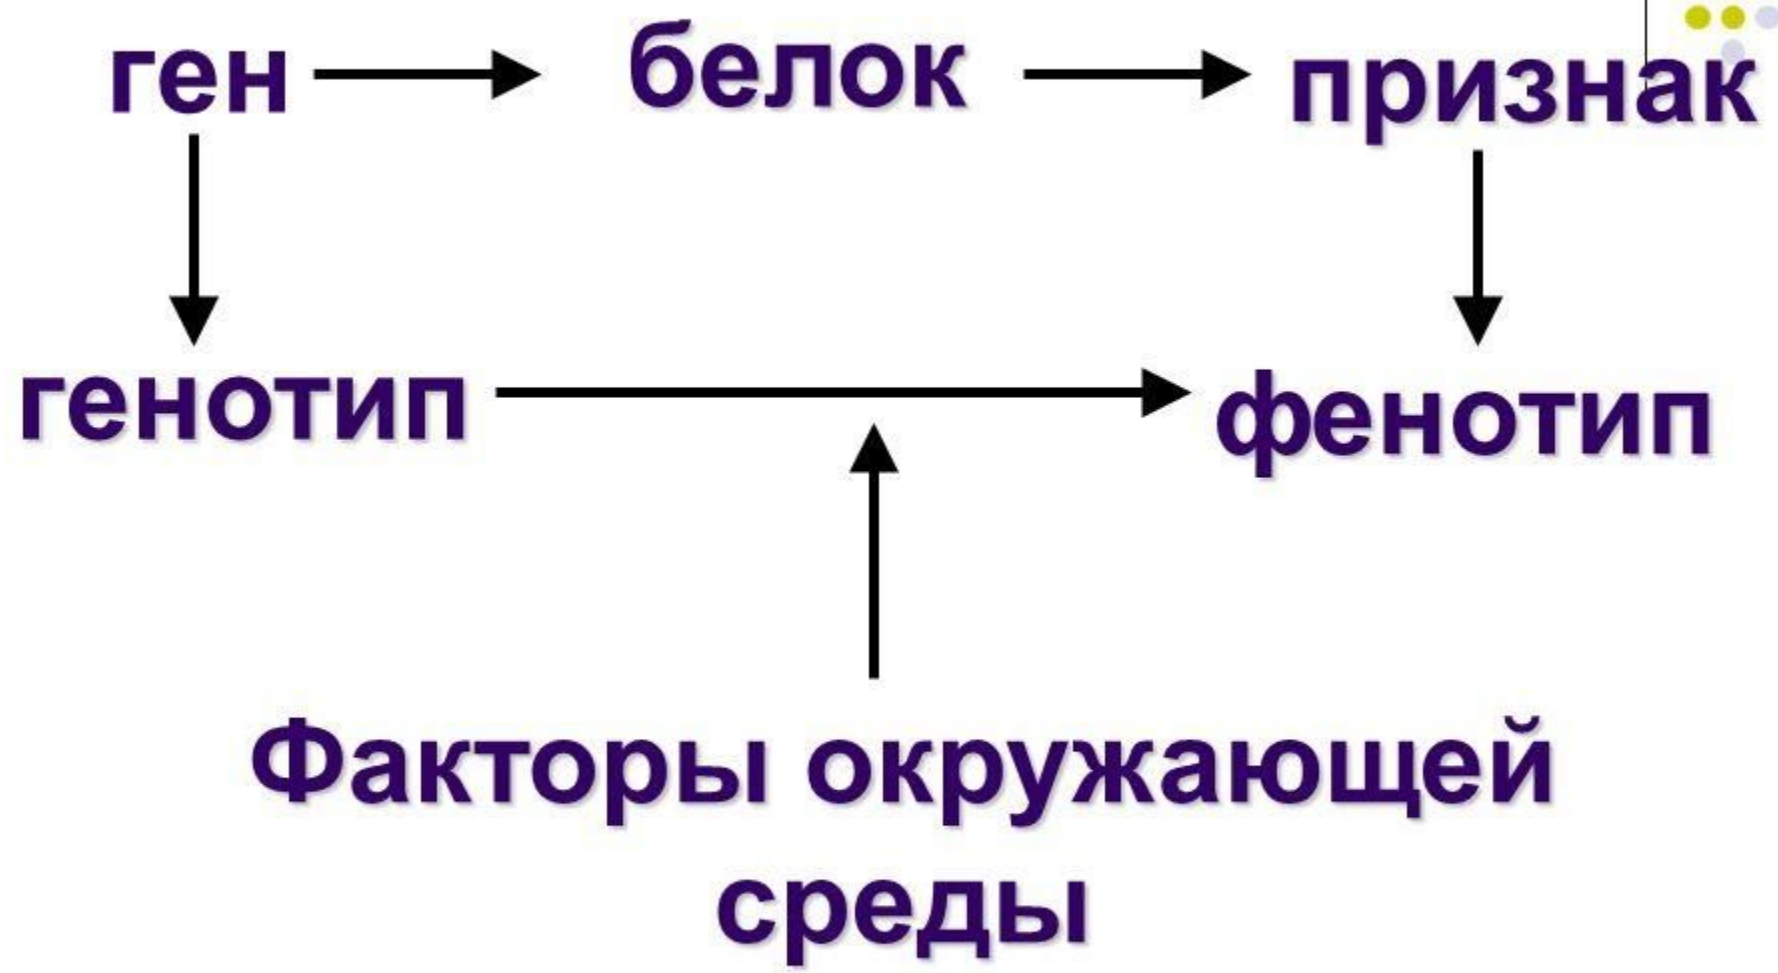 ген белок признак
генотип фенотип
Факторы окружающей
среды